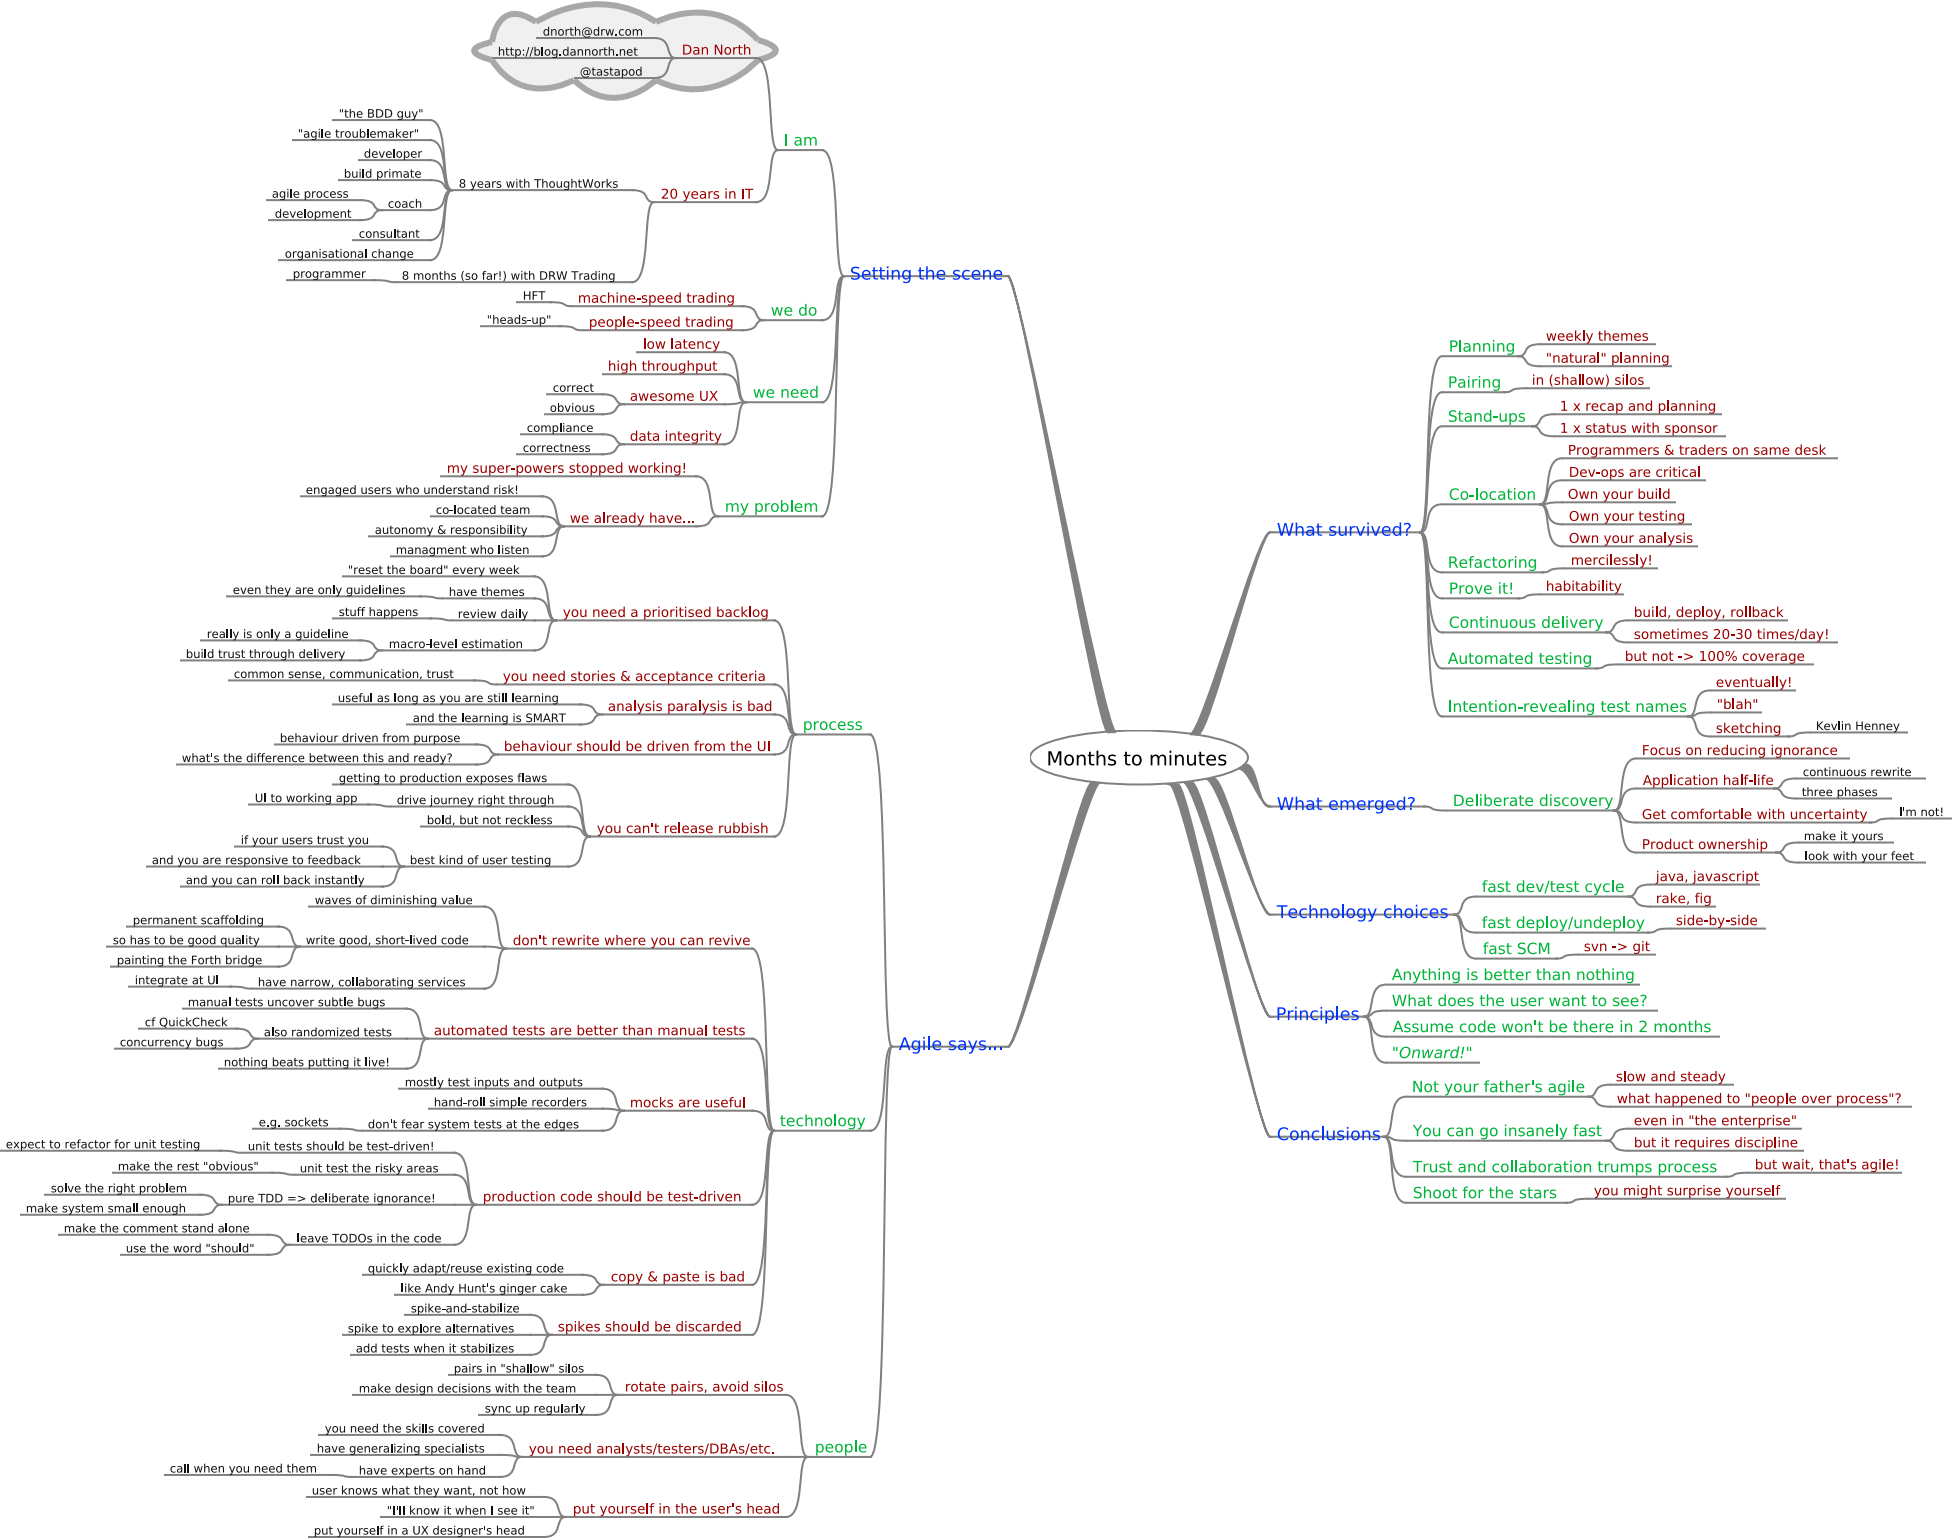 Months to minutes
Setting the scene
I am
Dan North
dnorth@drw.com
http://blog.dannorth.net
@tastapod
20 years in IT
8 years with ThoughtWorks
"the BDD guy"
"agile troublemaker"
developer
build primate
coach
agile process
development
consultant
organisational change
8 months (so far!) with DRW Trading
programmer
we do
machine-speed trading
HFT
people-speed trading
"heads-up"
we need
low latency
high throughput
awesome UX
correct
obvious
data integrity
compliance
correctness
my problem
my super-powers stopped working!
we already have...
engaged users who understand risk!
co-located team
autonomy & responsibility
managment who listen
Agile says...
process
you need a prioritised backlog
"reset the board" every week
have themes
even they are only guidelines
review daily
stuff happens
macro-level estimation
really is only a guideline
build trust through delivery
you need stories & acceptance criteria
common sense, communication, trust
analysis paralysis is bad
useful as long as you are still learning
and the learning is SMART
behaviour should be driven from the UI
behaviour driven from purpose
what's the difference between this and ready?
you can't release rubbish
getting to production exposes flaws
drive journey right through
UI to working app
bold, but not reckless
best kind of user testing
if your users trust you
and you are responsive to feedback
and you can roll back instantly
technology
don't rewrite where you can revive
waves of diminishing value
write good, short-lived code
permanent scaffolding
so has to be good quality
painting the Forth bridge
have narrow, collaborating services
integrate at UI
automated tests are better than manual tests
manual tests uncover subtle bugs
also randomized tests
cf QuickCheck
concurrency bugs
nothing beats putting it live!
mocks are useful
mostly test inputs and outputs
hand-roll simple recorders
don't fear system tests at the edges
e.g. sockets
production code should be test-driven
unit tests should be test-driven!
expect to refactor for unit testing
unit test the risky areas
make the rest "obvious"
pure TDD => deliberate ignorance!
solve the right problem
make system small enough
leave TODOs in the code
make the comment stand alone
use the word "should"
copy & paste is bad
quickly adapt/reuse existing code
like Andy Hunt's ginger cake
spikes should be discarded
spike-and-stabilize
spike to explore alternatives
add tests when it stabilizes
people
rotate pairs, avoid silos
pairs in "shallow" silos
make design decisions with the team
sync up regularly
you need analysts/testers/DBAs/etc.
you need the skills covered
have generalizing specialists
have experts on hand
call when you need them
put yourself in the user's head
user knows what they want, not how
"I'll know it when I see it"
put yourself in a UX designer's head
What survived?
Planning
weekly themes
"natural" planning
Pairing
in (shallow) silos
Stand-ups
1 x recap and planning
1 x status with sponsor
Co-location
Programmers & traders on same desk
Dev-ops are critical
Own your build
Own your testing
Own your analysis
Refactoring
mercilessly!
Prove it!
habitability
Continuous delivery
build, deploy, rollback
sometimes 20-30 times/day!
Automated testing
but not -> 100% coverage
Intention-revealing test names
eventually!
"blah"
sketching
Kevlin Henney
What emerged?
Deliberate discovery
Focus on reducing ignorance
Application half-life
continuous rewrite
three phases
Get comfortable with uncertainty
I'm not!
Product ownership
make it yours
look with your feet
Technology choices
fast dev/test cycle
java, javascript
rake, fig
fast deploy/undeploy
side-by-side
fast SCM
svn -> git
Principles
Anything is better than nothing
What does the user want to see?
Assume code won't be there in 2 months
"Onward!"
Conclusions
Not your father's agile
slow and steady
what happened to "people over process"?
You can go insanely fast
even in "the enterprise"
but it requires discipline
Trust and collaboration trumps process
but wait, that's agile!
Shoot for the stars
you might surprise yourself